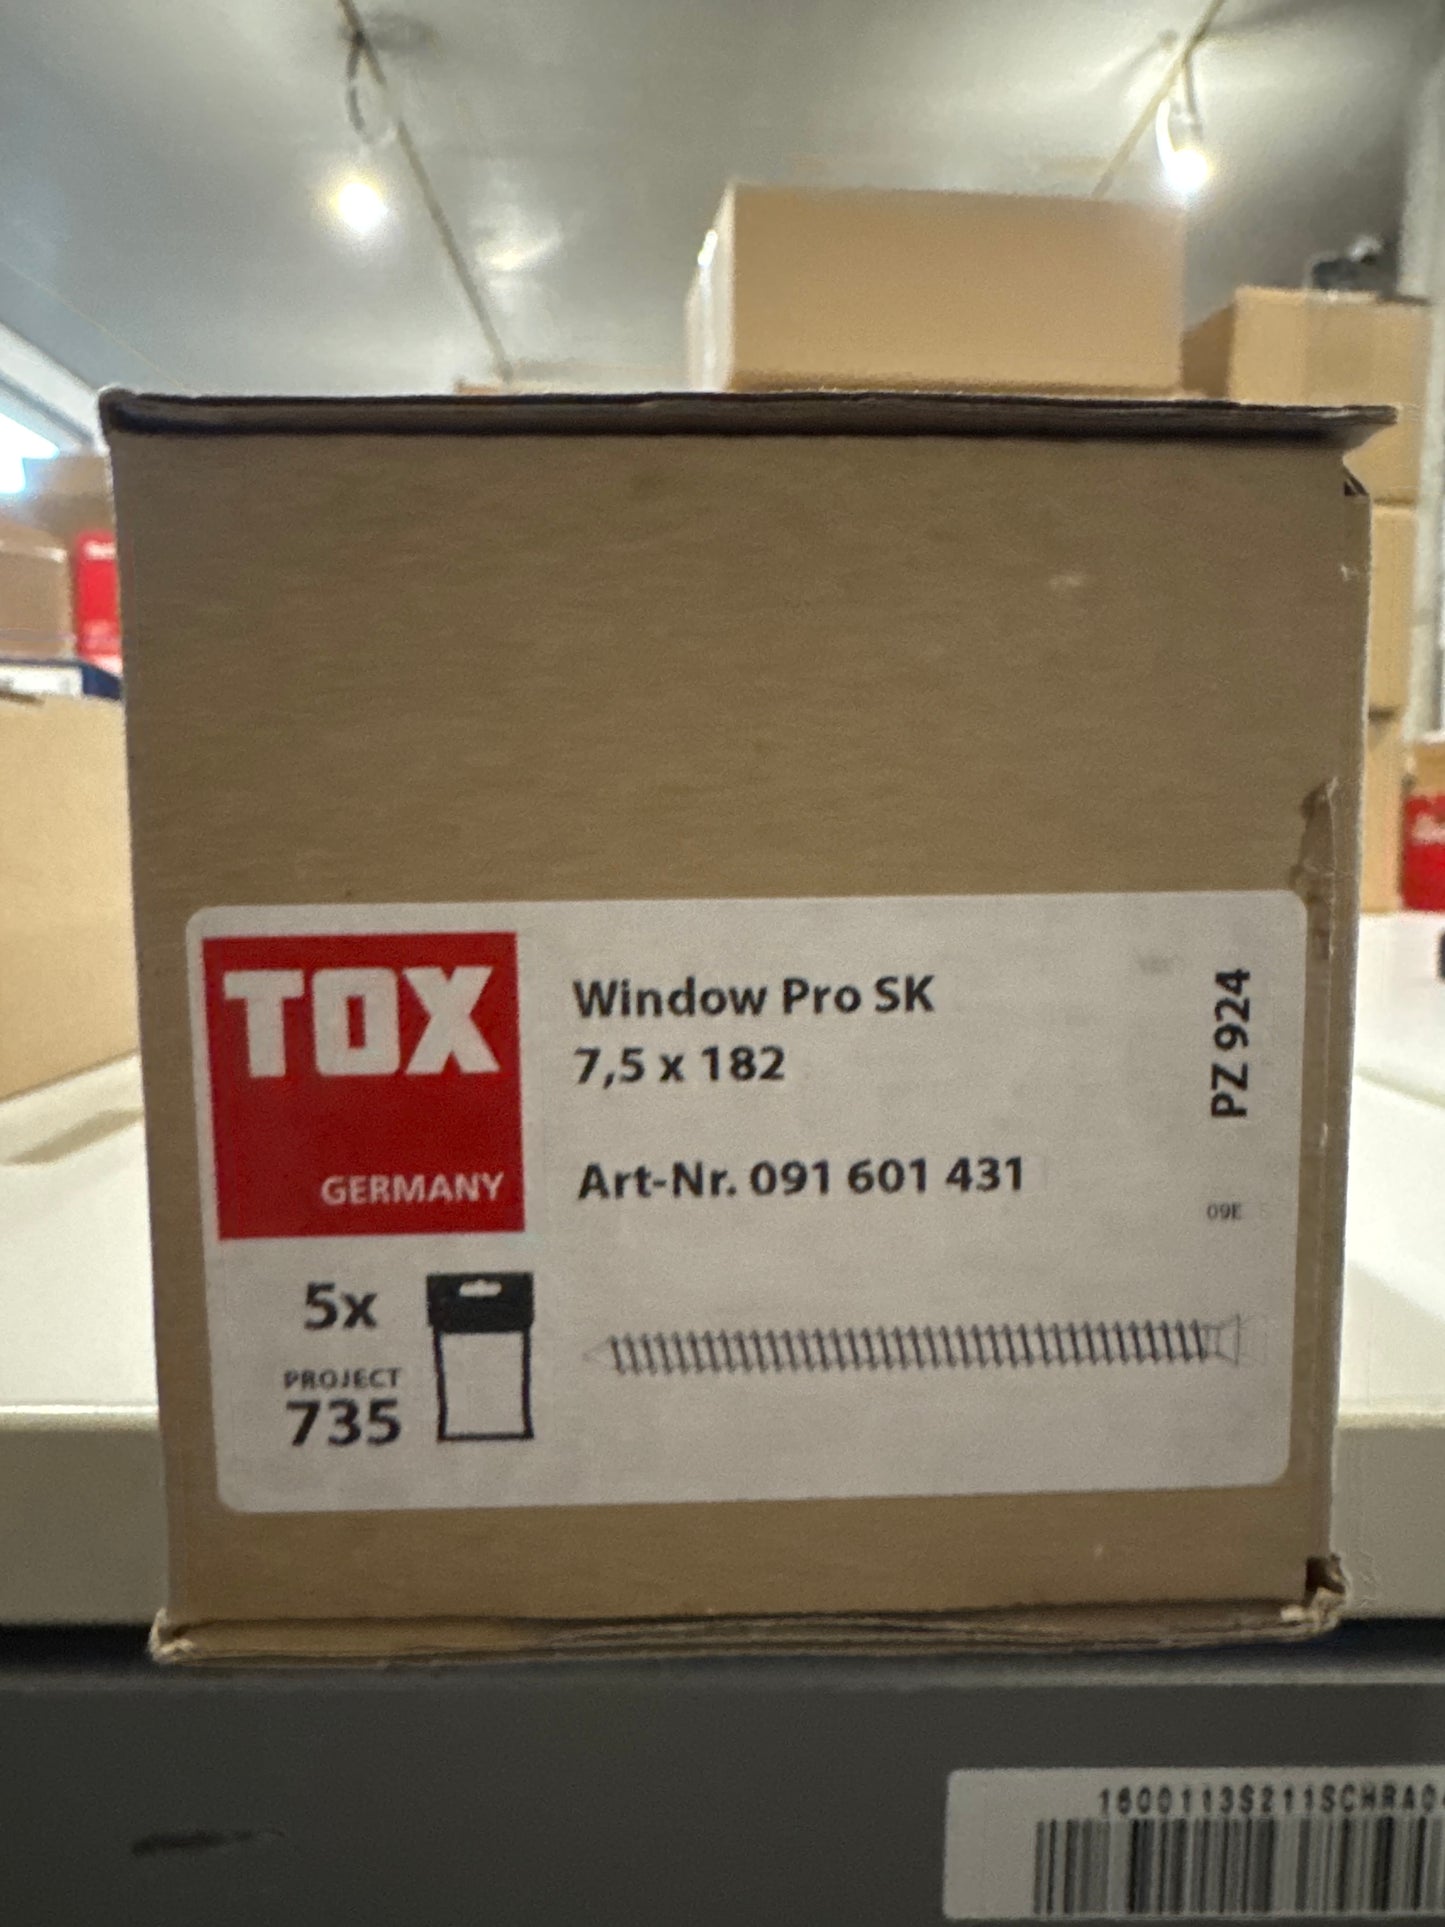 TOX
GERMANY
Window Pro SK
7,5 x 182
Art-Nr. 091 601 431
PZ 924
09E
5x
PROJECT
735
1600113S211SCHRA0